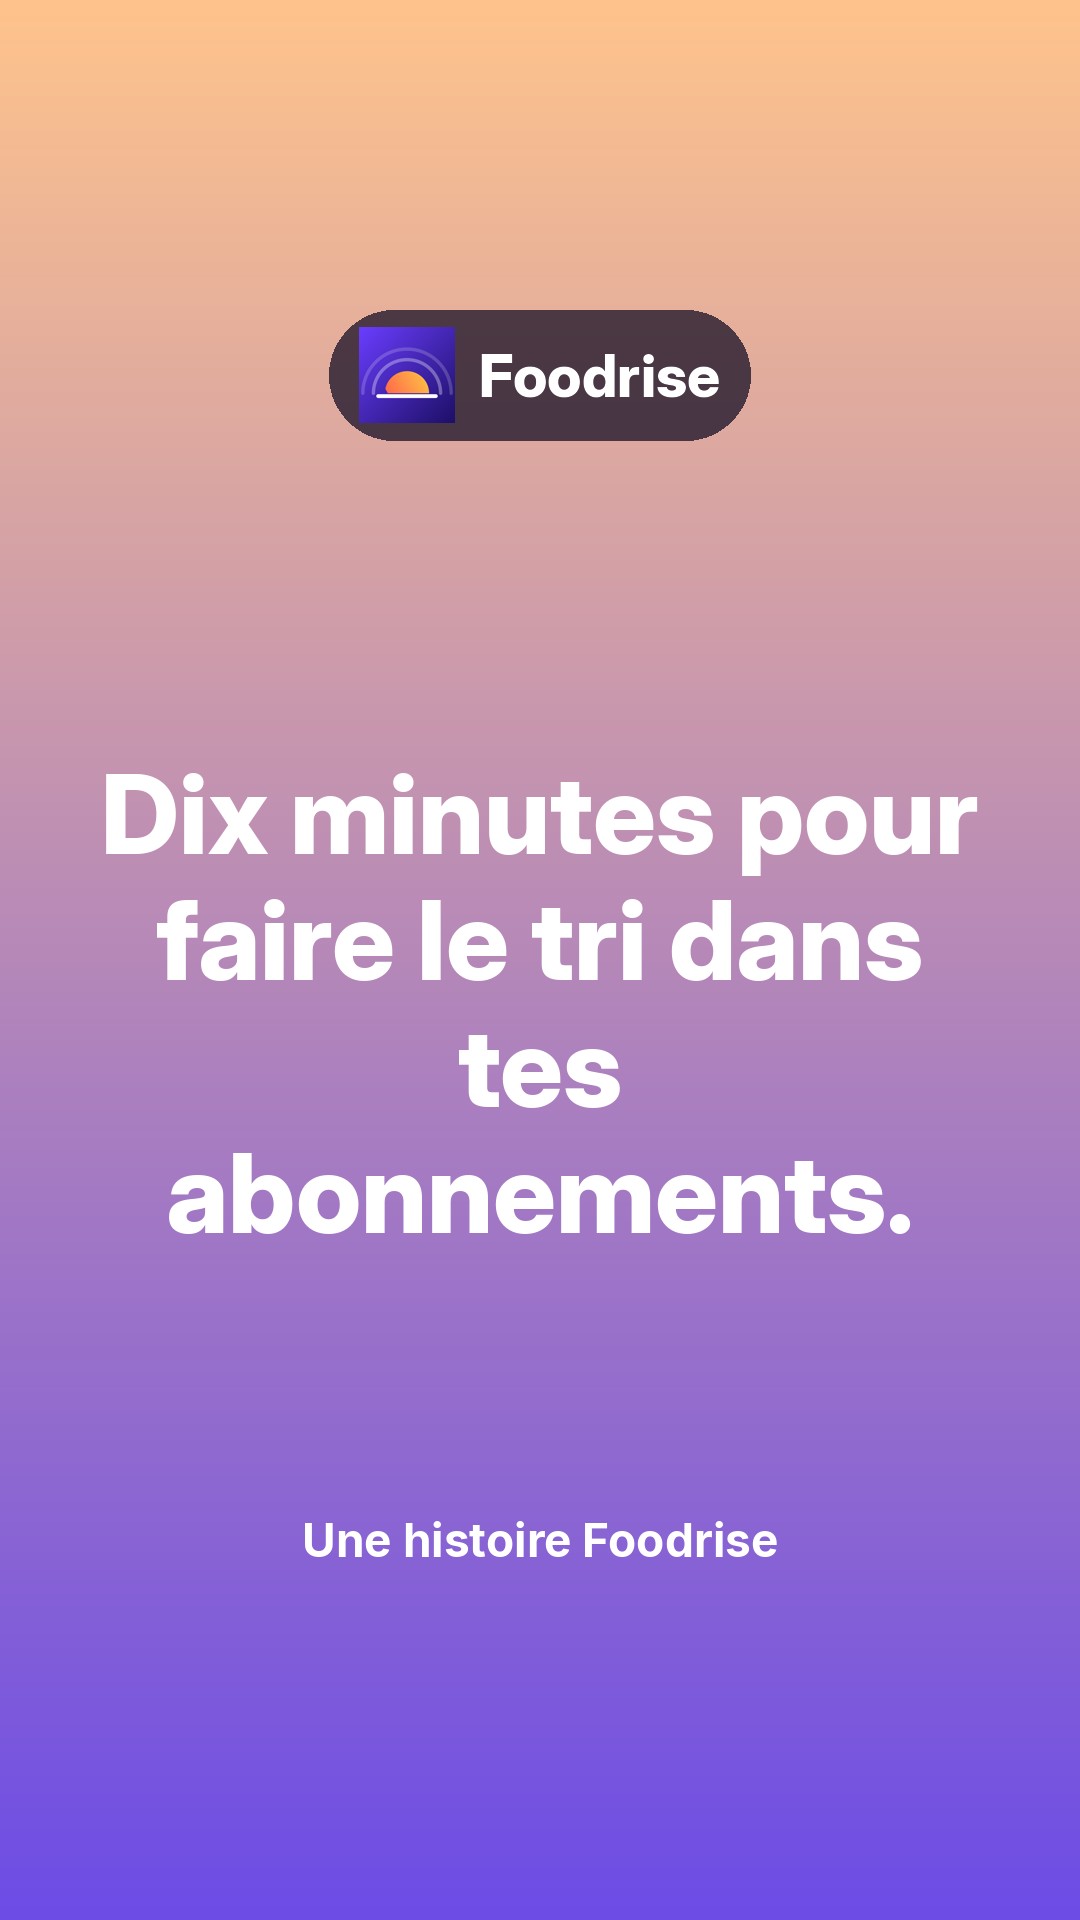 Foodrise
Dix minutes pour
faire le tri dans
tes
abonnements.
Une histoire Foodrise